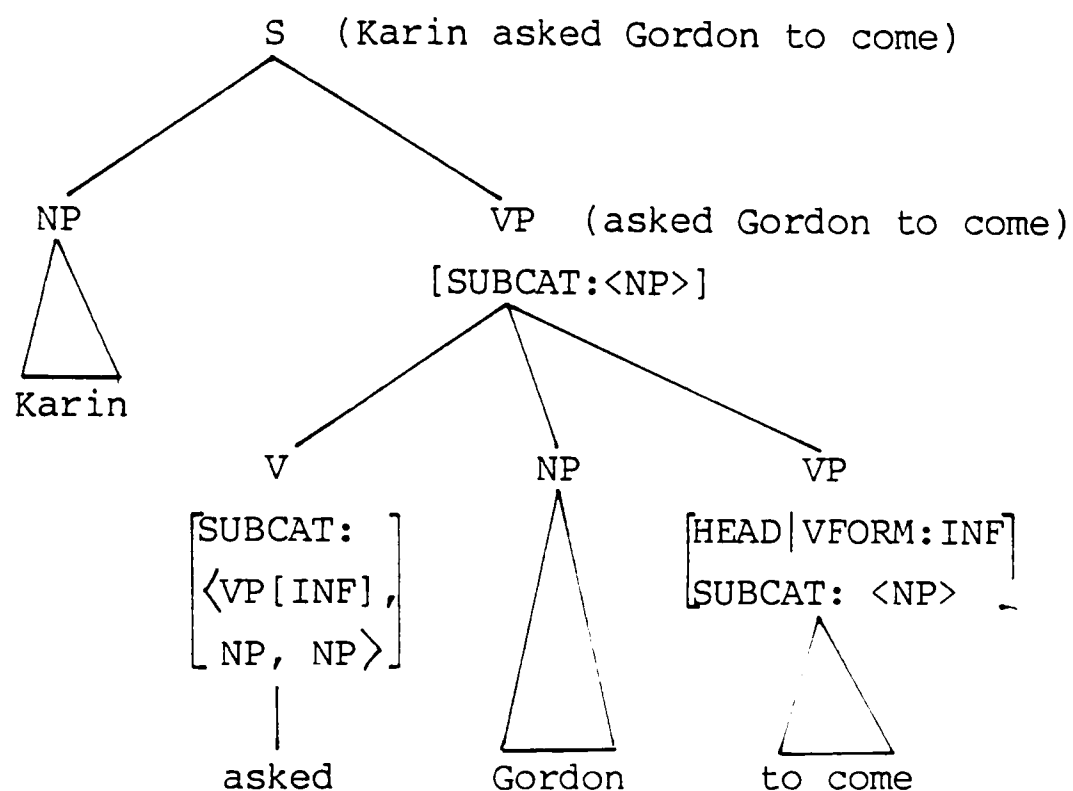 S (Karin asked Gordon to come)
NP VP (asked Gordon to come)
[SUBCAT:<NP>]
Karin
V NP VP
[SUBCAT: [HEAD|VFORM:INF]
⟨VP[INF], SUBCAT: <NP>
NP, NP⟩]
asked Gordon to come